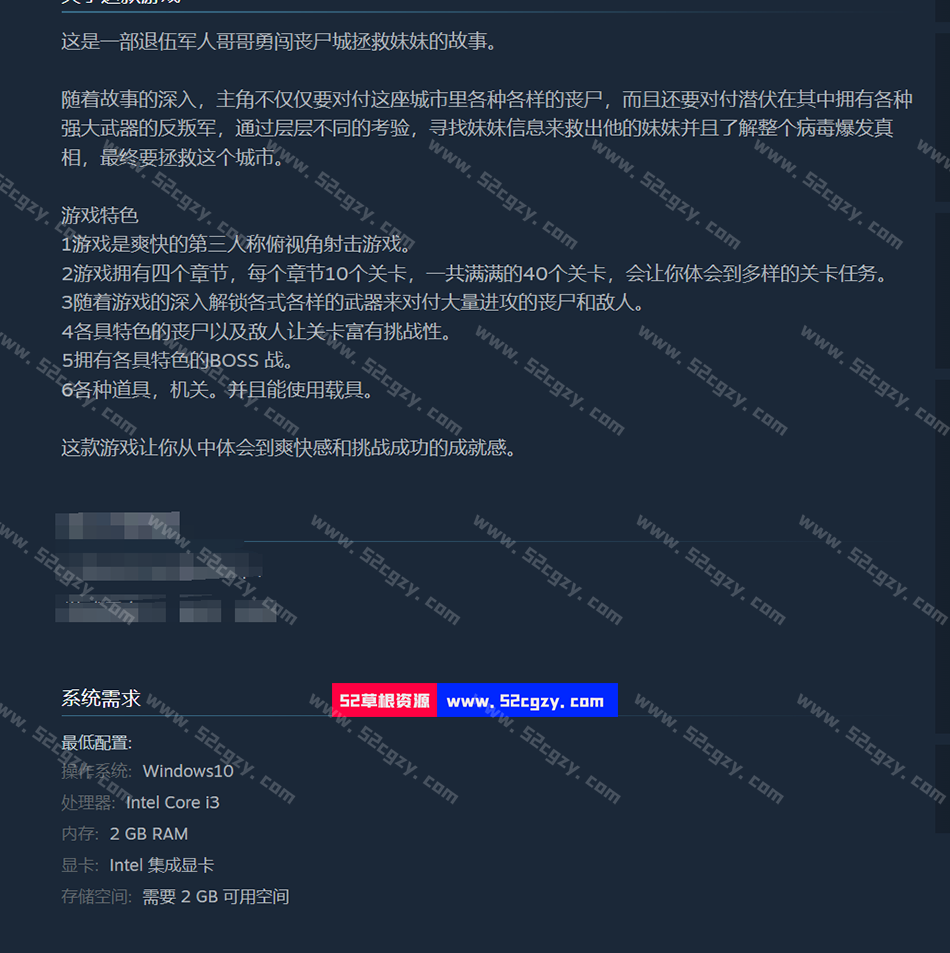 这是一部退伍军人哥哥勇闯丧尸城拯救妹妹的故事。
随着故事的深入，主角不仅仅要对付这座城市里各种各样的丧尸，而且还要对付潜伏在其中拥有各种
强大武器的反叛军，通过层层不同的考验，寻找妹妹信息来救出他的妹妹并且了解整个病毒爆发真
相，最终要拯救这个城市。
游戏特色
1游戏是爽快的第三人称俯视角射击游戏。
2游戏拥有四个章节，每个章节10个关卡，一共满满的40个关卡，会让你体会到多样的关卡任务。
3随着游戏的深入解锁各式各样的武器来对付大量进攻的丧尸和敌人。
4各具特色的丧尸以及敌人让关卡富有挑战性。
5拥有各具特色的BOSS 战。
6各种道具，机关。并且能使用载具。
这款游戏让你从中体会到爽快感和挑战成功的成就感。
系统需求
52草根资源 www.52cgzy.com
最低配置:
操作系统: Windows10
处理器: Intel Core i3
内存: 2 GB RAM
显卡: Intel 集成显卡
存储空间: 需要 2 GB 可用空间